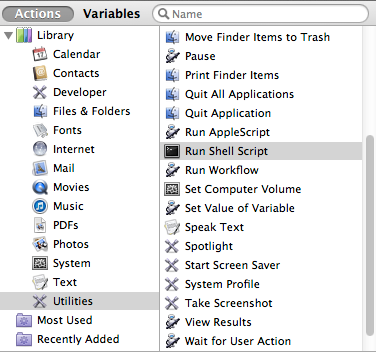 Actions Variables Name
Library
Calendar
Contacts
Developer
Files & Folders
Fonts
Internet
Mail
Movies
Music
PDFs
Photos
System
Text
Utilities
Most Used
Recently Added
Move Finder Items to Trash
Pause
Print Finder Items
Quit All Applications
Quit Application
Run AppleScript
Run Shell Script
Run Workflow
Set Computer Volume
Set Value of Variable
Speak Text
Spotlight
Start Screen Saver
System Profile
Take Screenshot
View Results
Wait for User Action